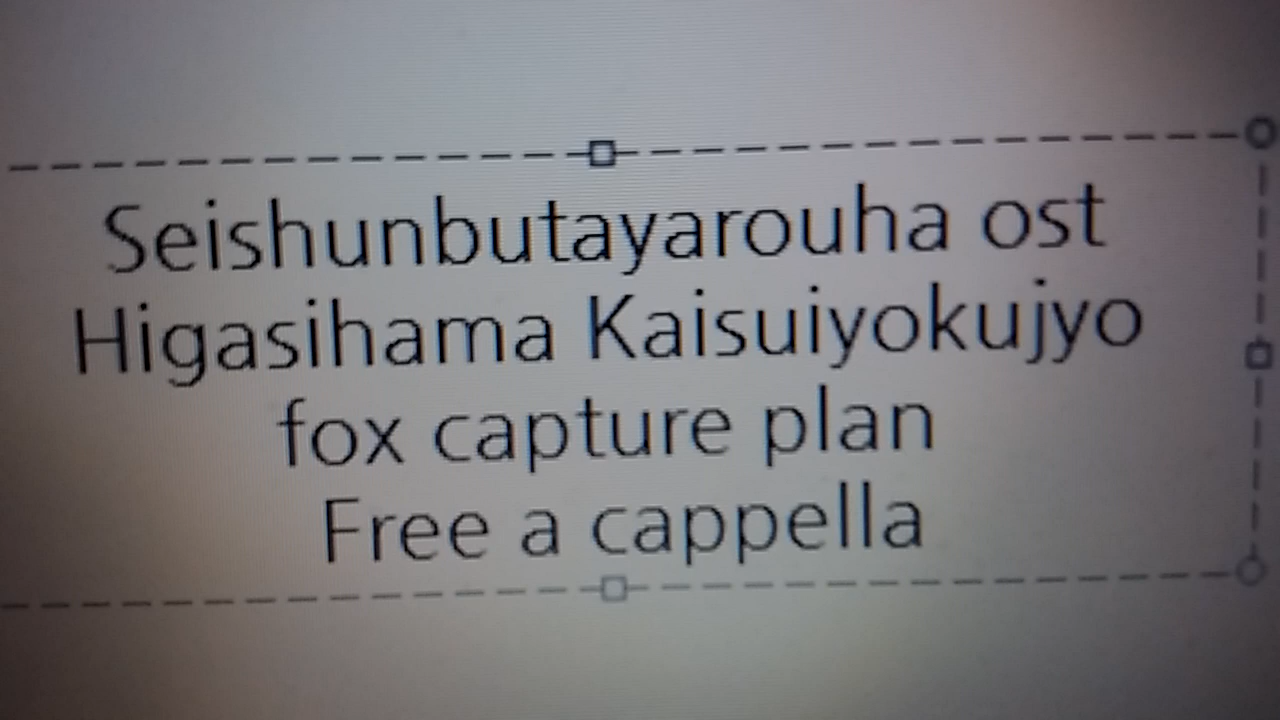 Seishunbutayarouha ost
Higasihama Kaisuiyokujyo
fox capture plan
Free a cappella